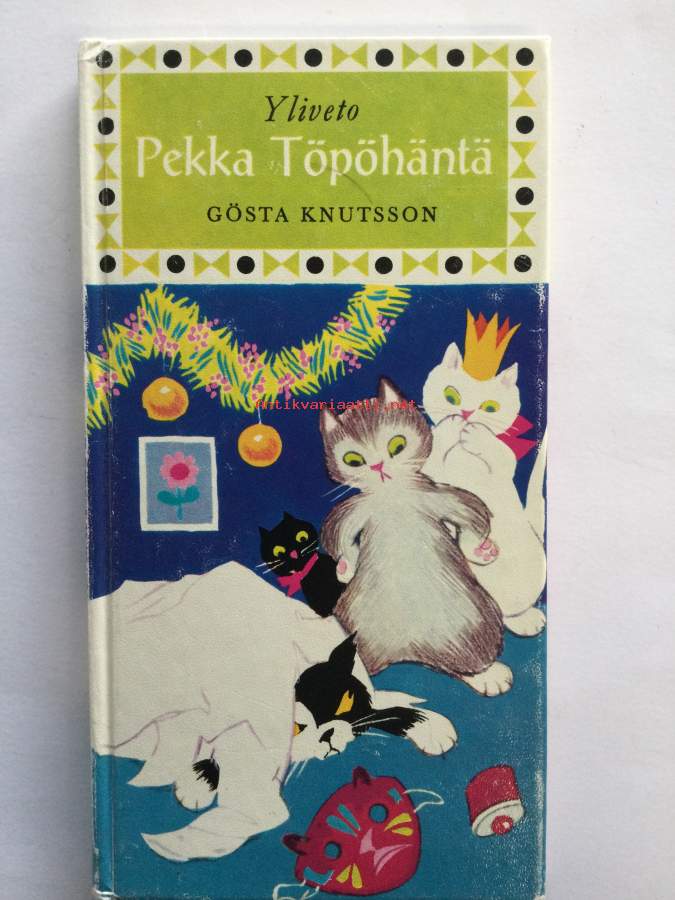 Yliveto
Pekka Töpöhäntä
GÖSTA KNUTSSON
Antikvariaatti.net